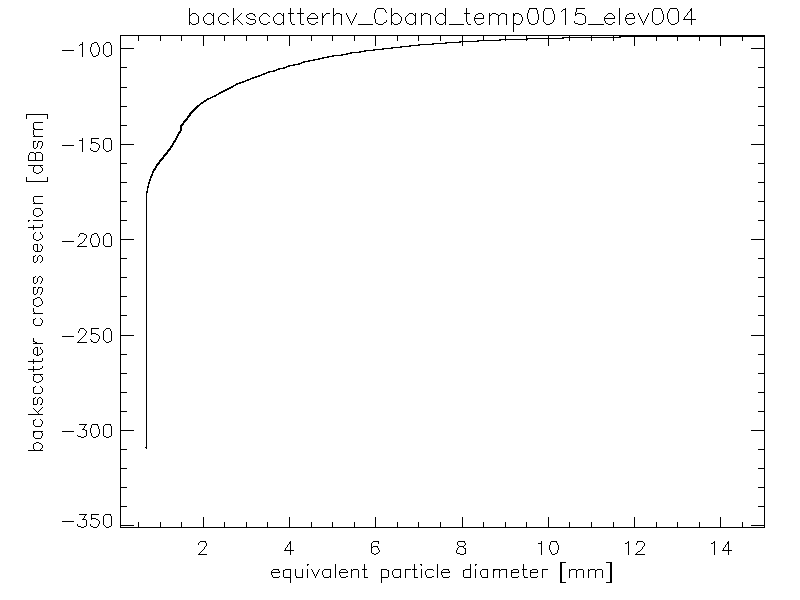 backscatterhv_Cband_temp0015_elev004
-100
-150
-200
-250
-300
-350
backscatter cross section [dBsm]
2 4 6 8 10 12 14
equivalent particle diameter [mm]